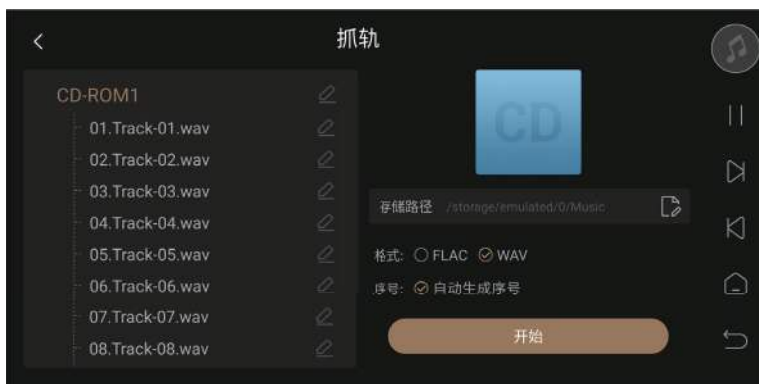 抓轨
CD-ROM1
01.Track-01.wav
02.Track-02.wav
03.Track-03.wav
04.Track-04.wav
05.Track-05.wav
06.Track-06.wav
07.Track-07.wav
08.Track-08.wav
CD
存储路径 /storage/emulated/0/Music
格式: FLAC WAV
序号: 自动生成序号
开始